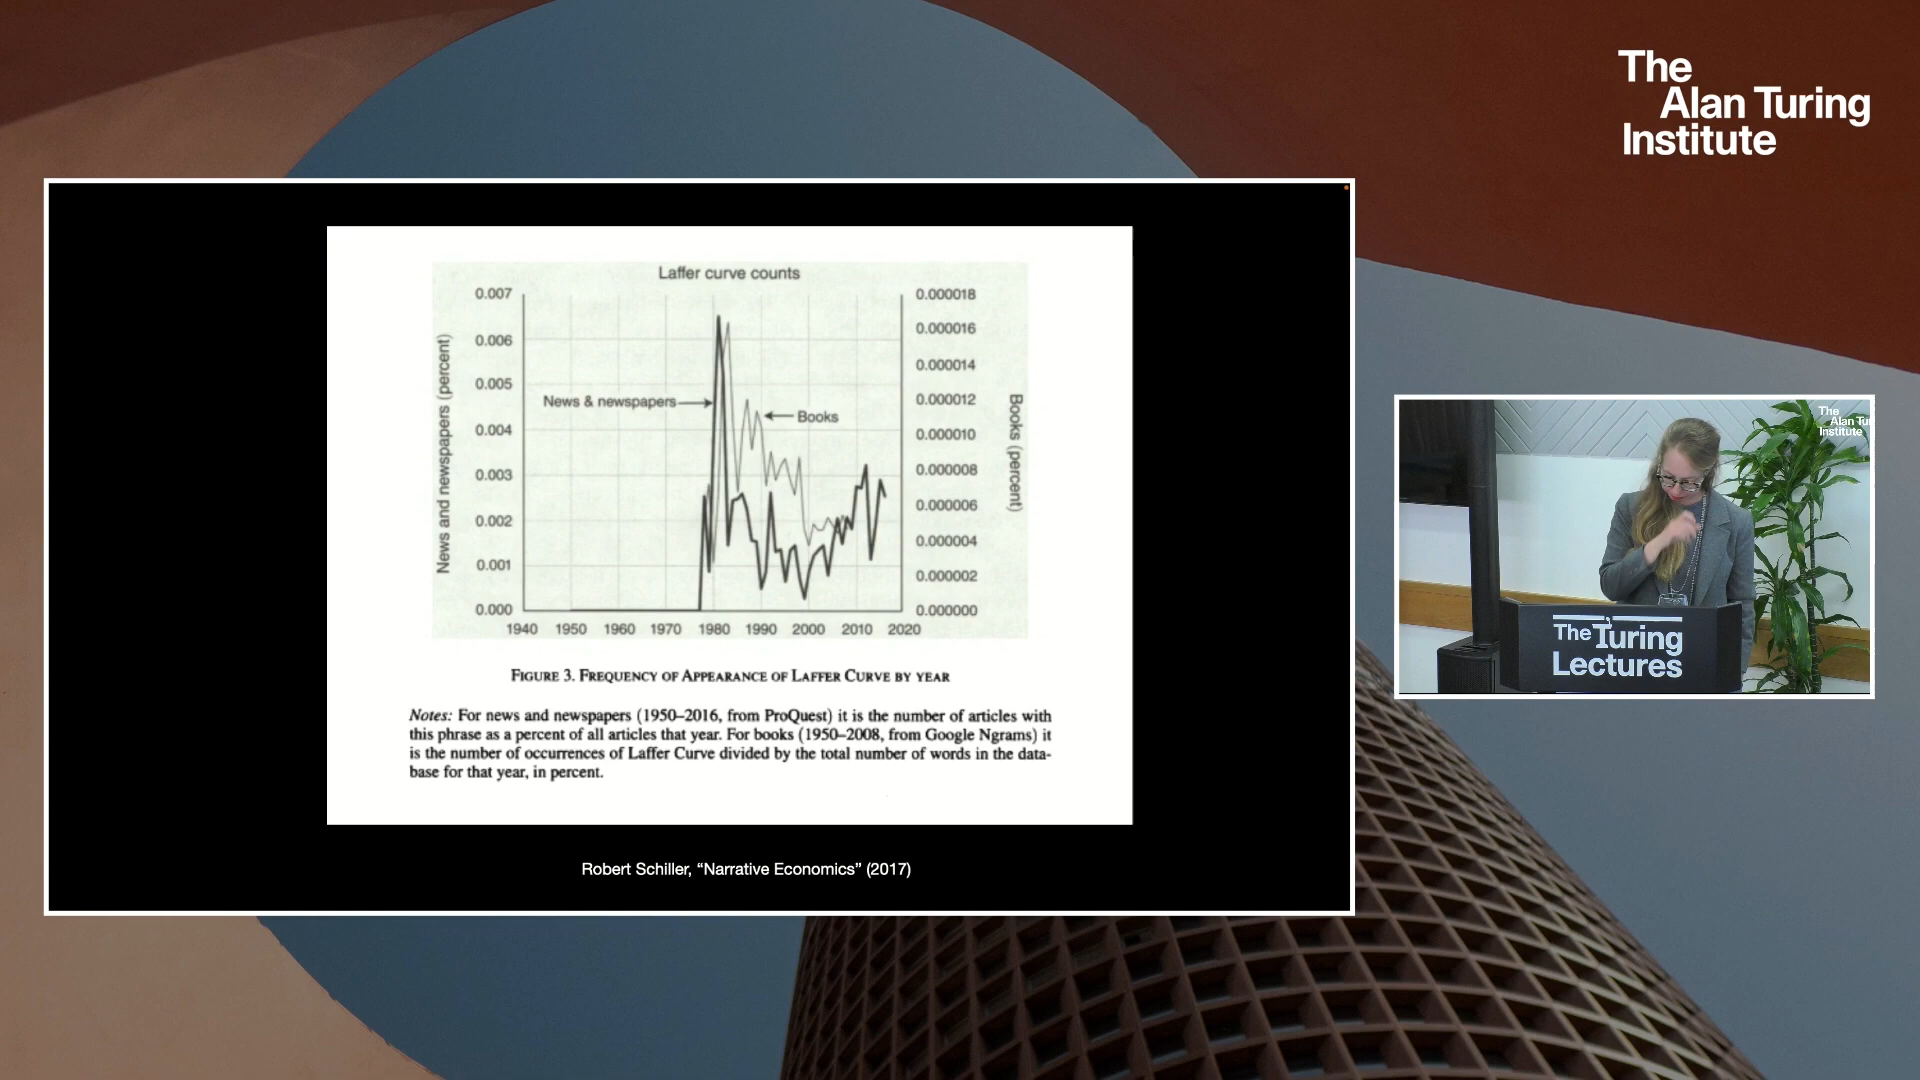 The
Alan Turing
Institute
Laffer curve counts
0.007
0.006
0.005
0.004
0.003
0.002
0.001
0.000
News and newspapers (percent)
News & newspapers
Books
0.000018
0.000016
0.000014
0.000012
0.000010
0.000008
0.000006
0.000004
0.000002
0.000000
Books (percent)
1940 1950 1960 1970 1980 1990 2000 2010 2020
FIGURE 3. FREQUENCY OF APPEARANCE OF LAFFER CURVE BY YEAR
Notes: For news and newspapers (1950–2016, from ProQuest) it is the number of articles with
this phrase as a percent of all articles that year. For books (1950–2008, from Google Ngrams) it
is the number of occurrences of Laffer Curve divided by the total number of words in the data-
base for that year, in percent.
Robert Schiller, “Narrative Economics” (2017)
The
Alan Tu
Institute
The Turing
Lectures